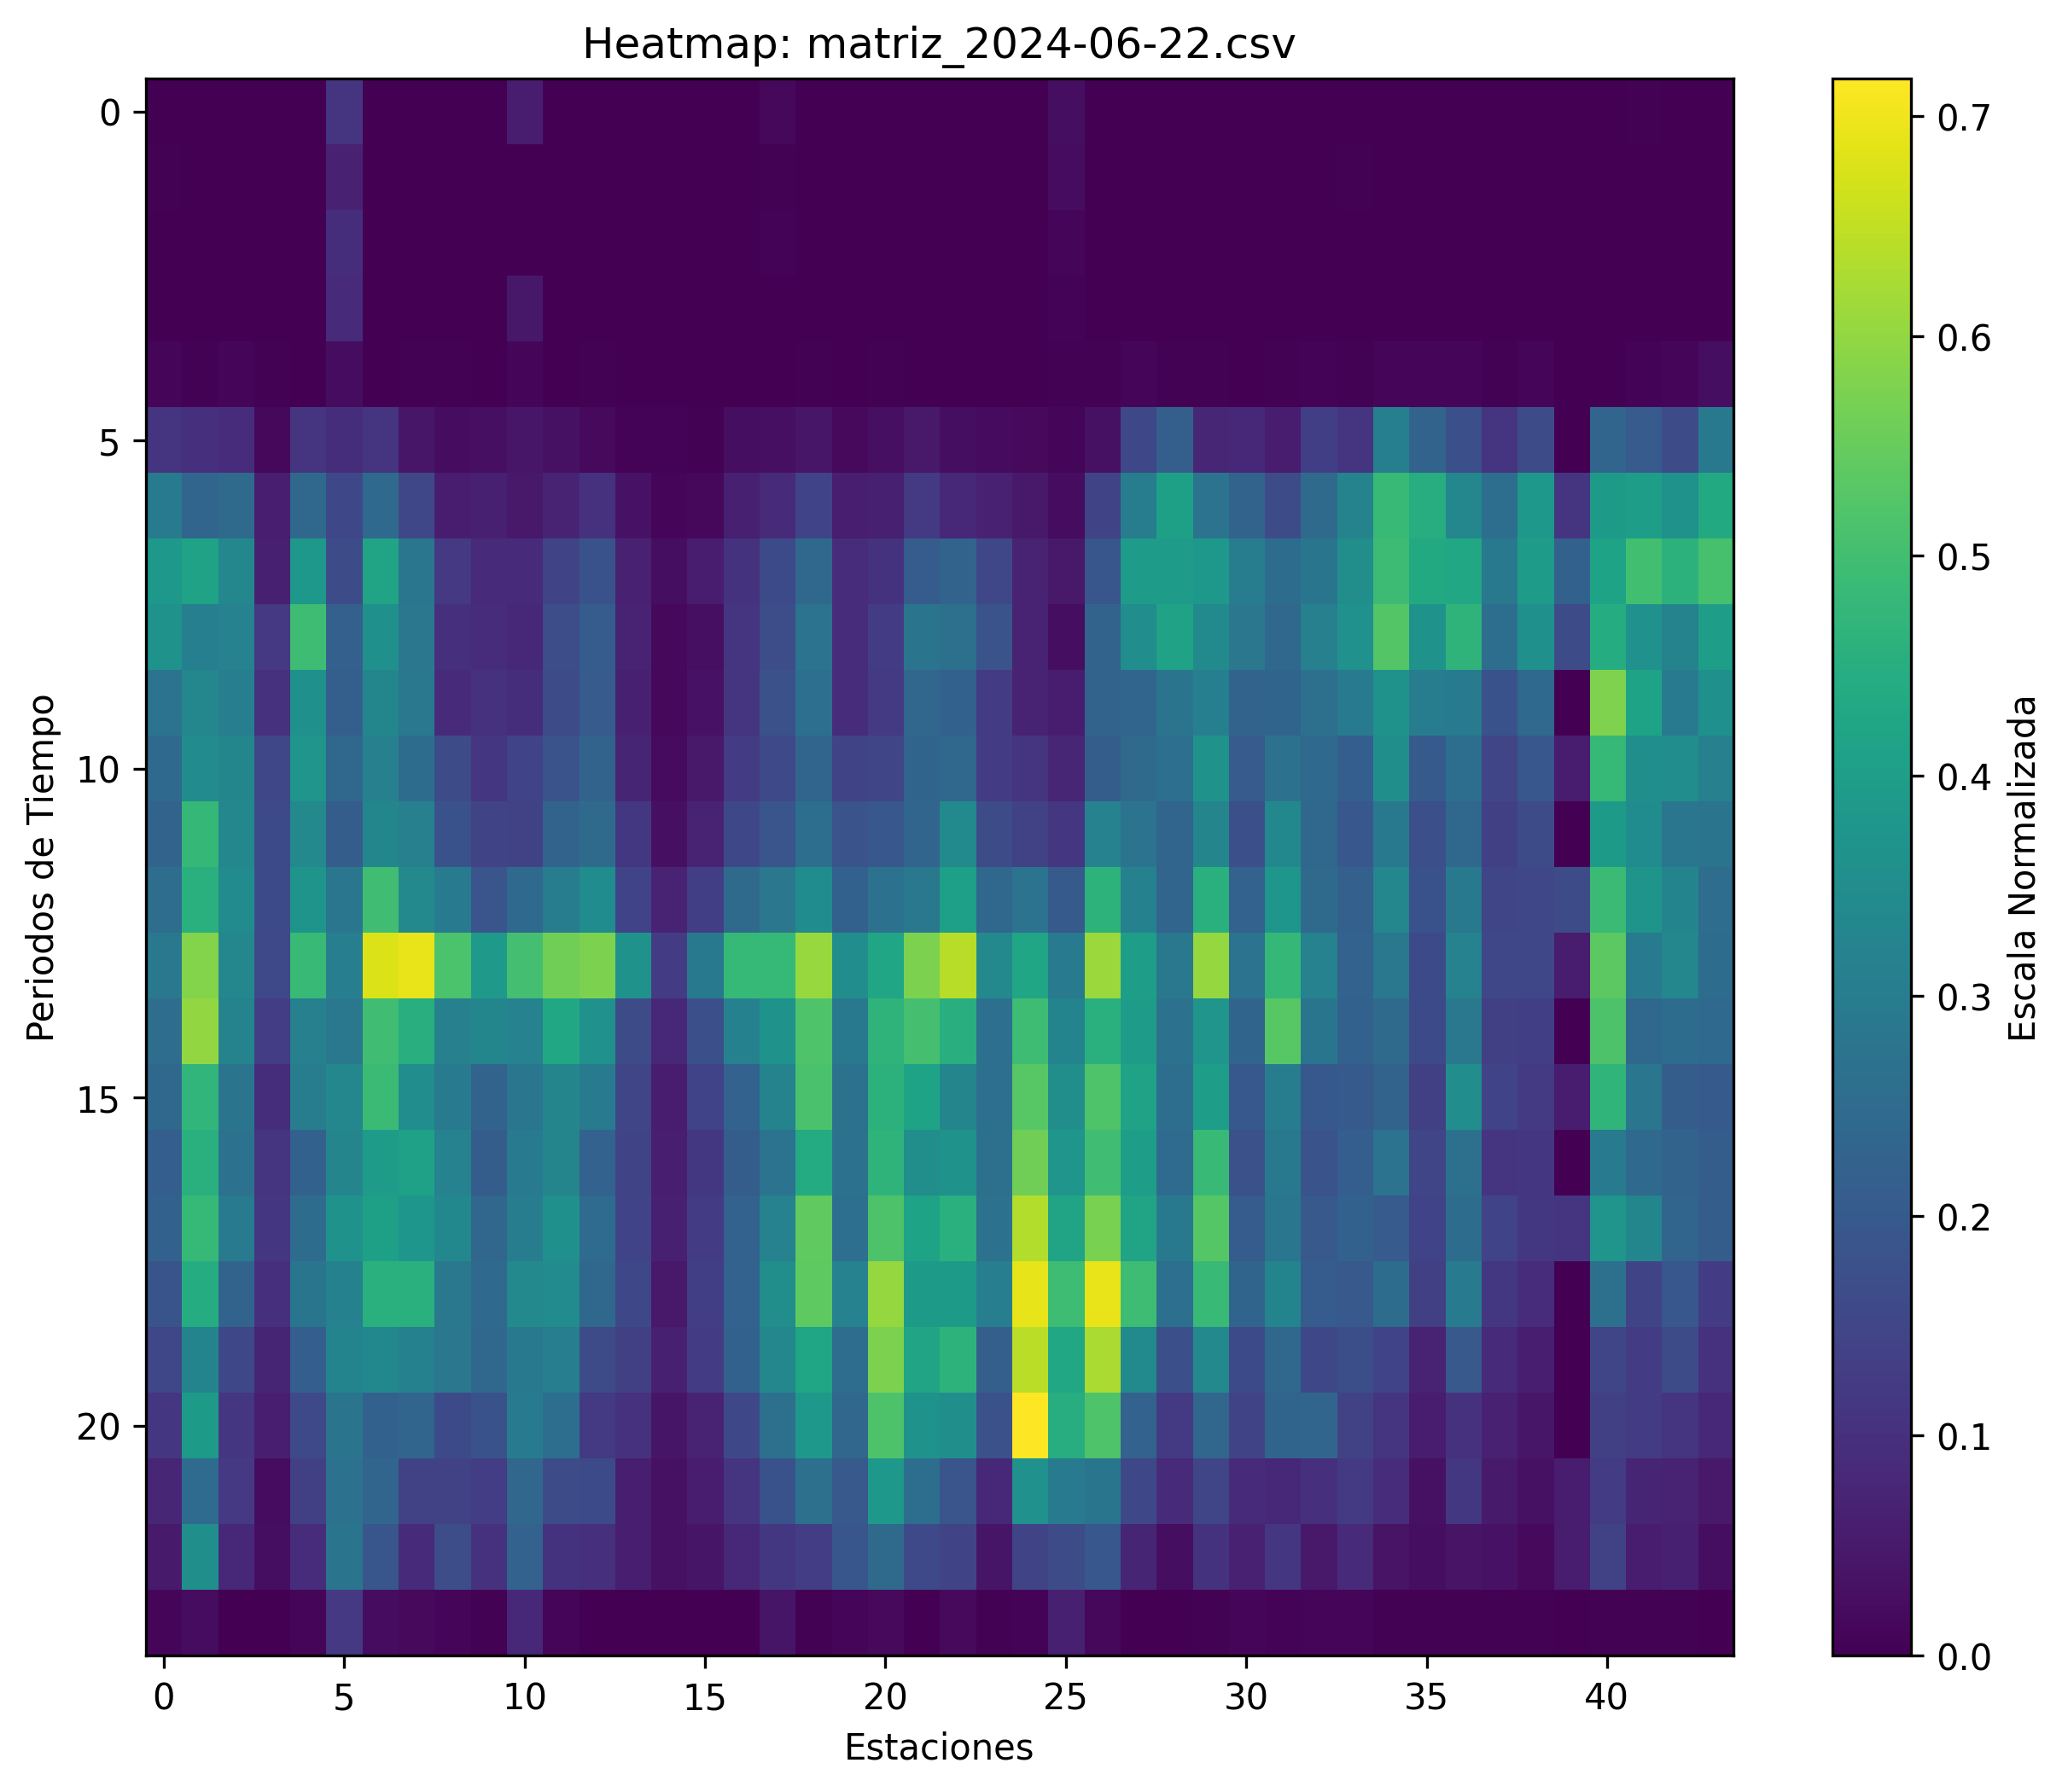 Heatmap: matriz_2024-06-22.csv
Periodos de Tiempo
0
5
10
15
20
0 5 10 15 20 25 30 35 40
Estaciones
0.7
0.6
0.5
0.4
0.3
0.2
0.1
0.0
Escala Normalizada